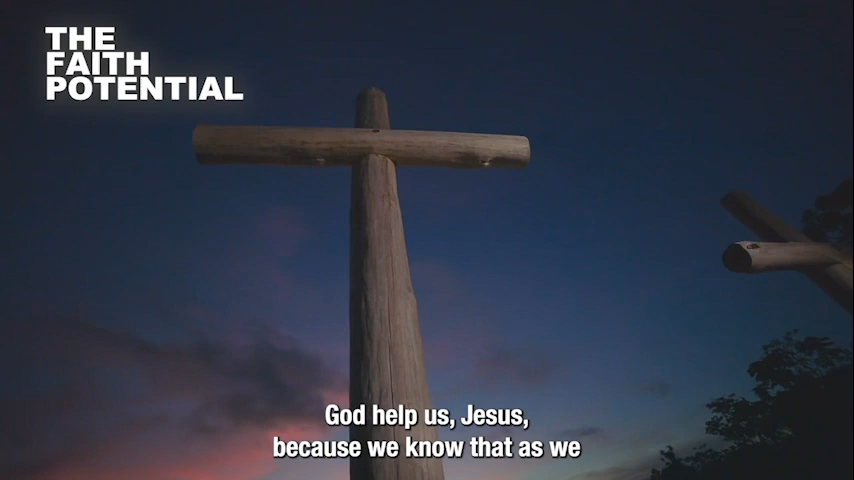 THE
FAITH
POTENTIAL
God help us, Jesus,
because we know that as we